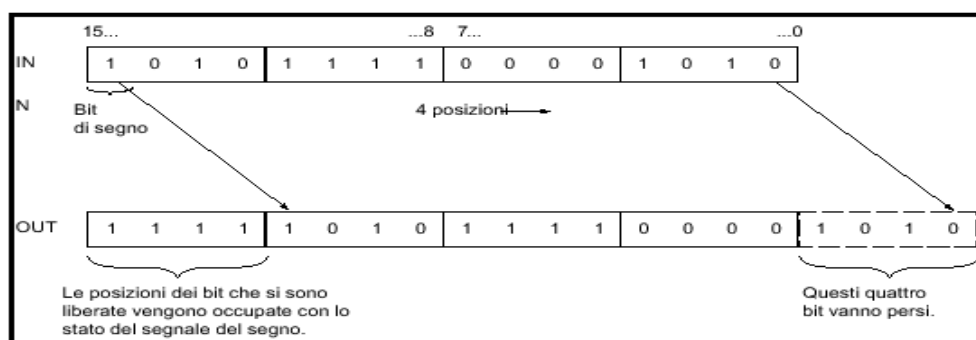 15... ...8 7... ...0
IN 1 0 1 0 1 1 1 1 0 0 0 0 1 0 1 0
N Bit 4 posizioni
di segno
OUT 1 1 1 1 1 0 1 0 1 1 1 1 0 0 0 0 1 0 1 0
Le posizioni dei bit che si sono
liberate vengono occupate con lo
stato del segnale del segno.
Questi quattro
bit vanno persi.